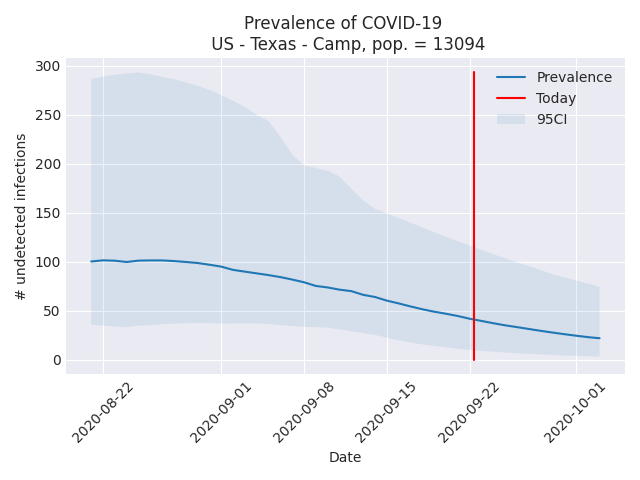 Prevalence of COVID-19
US - Texas - Camp, pop. = 13094
# undetected infections
300
250
200
150
100
50
0
Prevalence
Today
95CI
2020-08-22
2020-09-01
2020-09-08
2020-09-15
2020-09-22
2020-10-01
Date